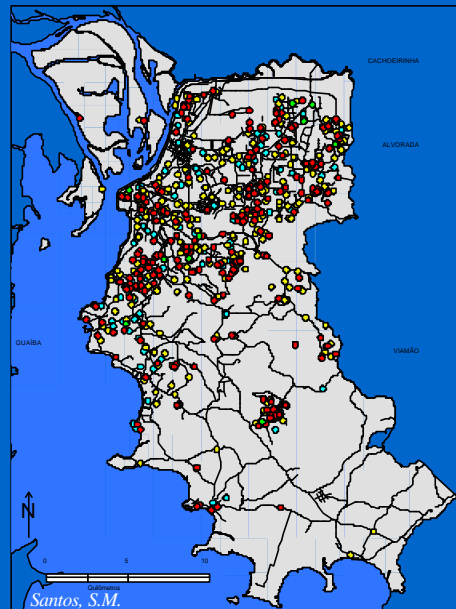 CACHOEIRINHA
ALVORADA
GUAÍBA
VIAMÃO
N
0 5 10
Quilômetros
Santos, S.M.